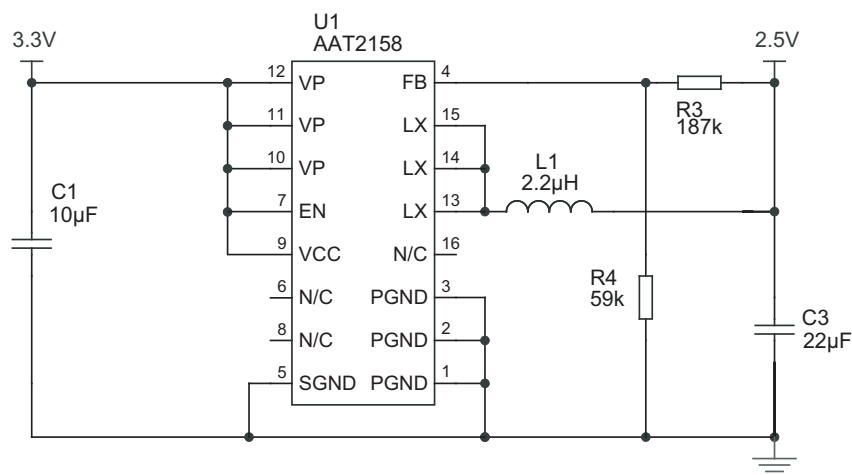 U1
AAT2158
3.3V
2.5V
12 VP FB 4
11 VP LX 15
10 VP LX 14
7 EN LX 13
9 VCC N/C 16
6 N/C PGND 3
8 N/C PGND 2
5 SGND PGND 1
R3
187k
L1
2.2µH
C1
10µF
R4
59k
C3
22µF